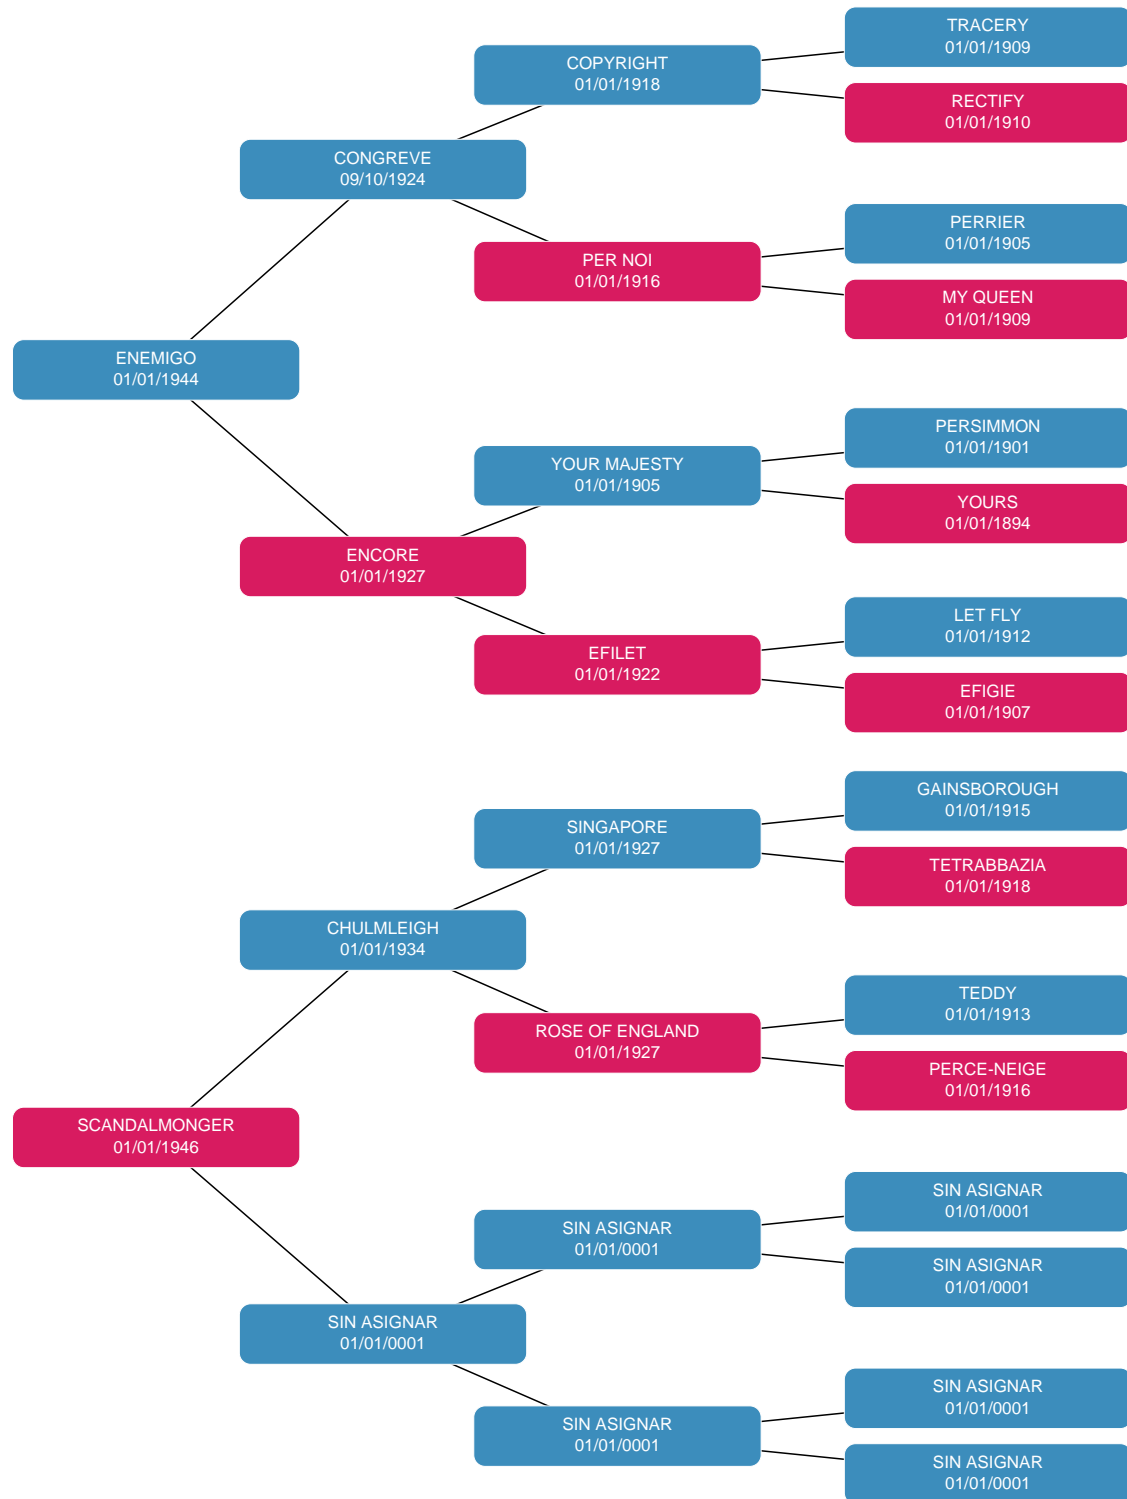 TRACERY
01/01/1909
COPYRIGHT
01/01/1918
RECTIFY
01/01/1910
CONGREVE
09/10/1924
PERRIER
01/01/1905
PER NOI
01/01/1916
MY QUEEN
01/01/1909
ENEMIGO
01/01/1944
PERSIMMON
01/01/1901
YOUR MAJESTY
01/01/1905
YOURS
01/01/1894
ENCORE
01/01/1927
LET FLY
01/01/1912
EFILET
01/01/1922
EFIGIE
01/01/1907
GAINSBOROUGH
01/01/1915
SINGAPORE
01/01/1927
TETRABBAZIA
01/01/1918
CHULMLEIGH
01/01/1934
TEDDY
01/01/1913
ROSE OF ENGLAND
01/01/1927
PERCE-NEIGE
01/01/1916
SCANDALMONGER
01/01/1946
SIN ASIGNAR
01/01/0001
SIN ASIGNAR
01/01/0001
SIN ASIGNAR
01/01/0001
SIN ASIGNAR
01/01/0001
SIN ASIGNAR
01/01/0001
SIN ASIGNAR
01/01/0001
SIN ASIGNAR
01/01/0001